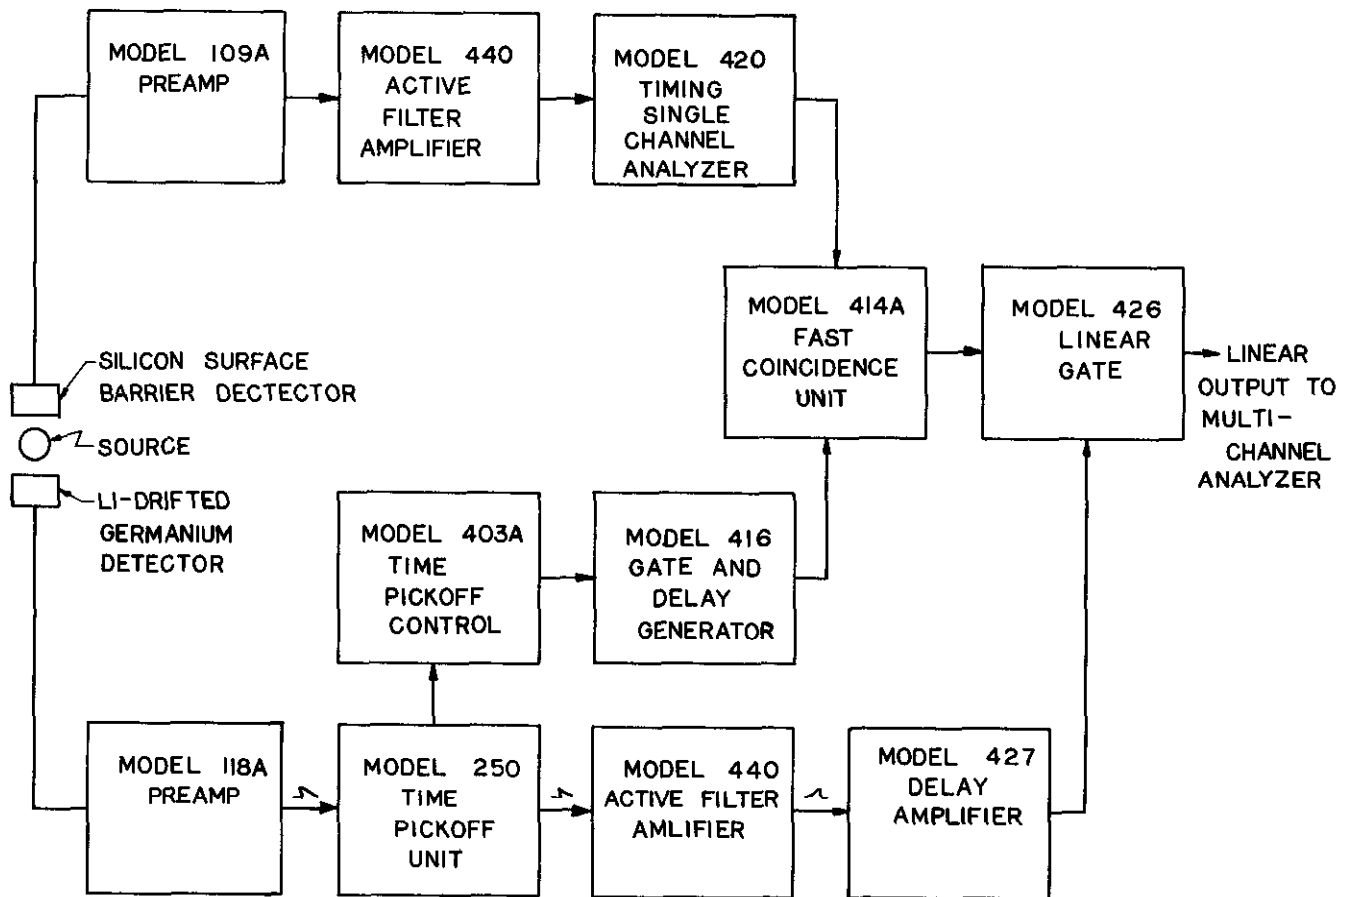 MODEL 109A
PREAMP
MODEL 440
ACTIVE
FILTER
AMPLIFIER
MODEL 420
TIMING
SINGLE
CHANNEL
ANALYZER
MODEL 414A
FAST
COINCIDENCE
UNIT
MODEL 426
LINEAR
GATE
LINEAR
OUTPUT TO
MULTI-
CHANNEL
ANALYZER
SILICON SURFACE
BARRIER DECTECTOR
SOURCE
LI-DRIFTED
GERMANIUM
DETECTOR
MODEL 403A
TIME
PICKOFF
CONTROL
MODEL 416
GATE AND
DELAY
GENERATOR
MODEL 118A
PREAMP
MODEL 250
TIME
PICKOFF
UNIT
MODEL 440
ACTIVE FILTER
AMLIFIER
MODEL 427
DELAY
AMPLIFIER